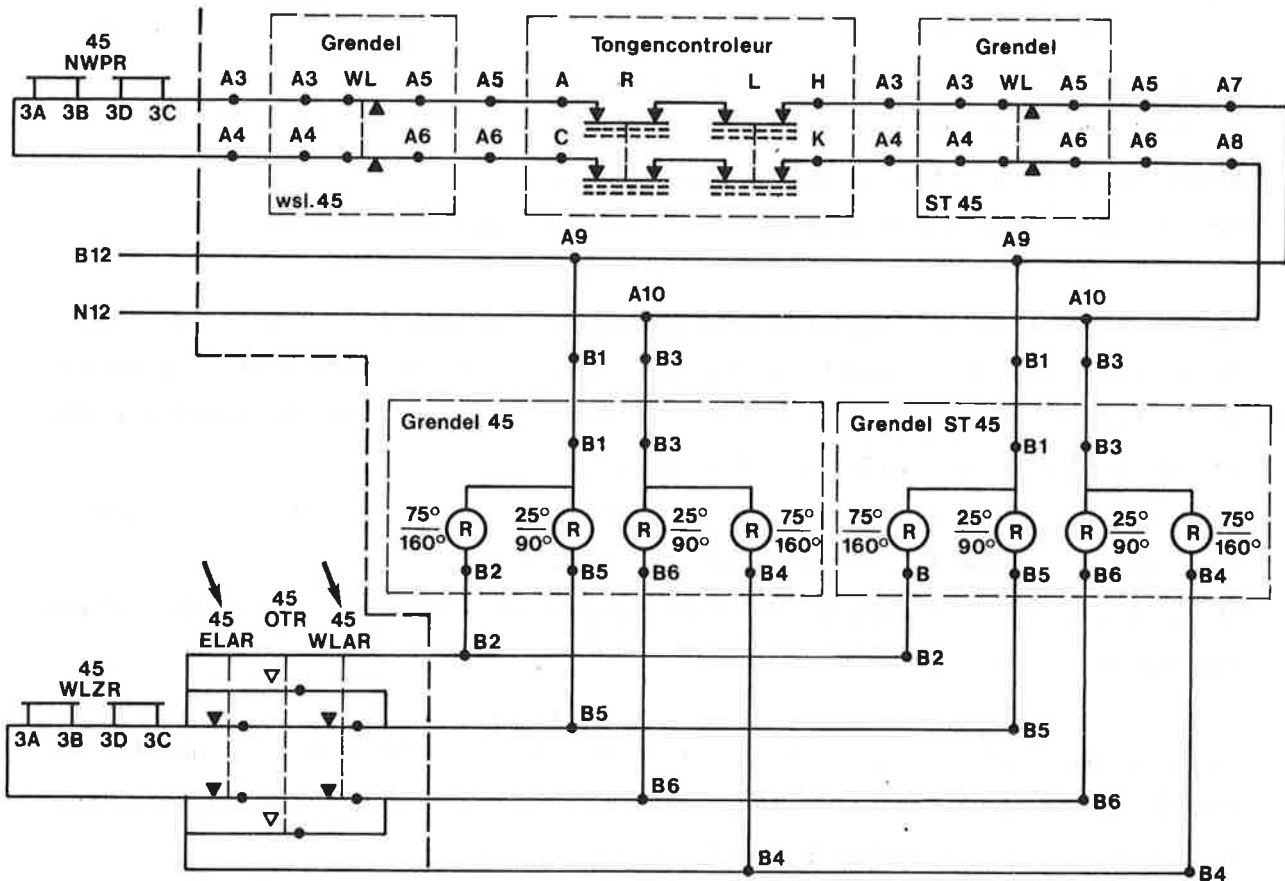 45
NWPR
3A 3B 3D 3C
Grendel Tongencontroleur Grendel
A3 A3 WL A5 A5 A R L H A3 A3 WL A5 A5 A7
A4 A4 A6 A6 C K A4 A4 A6 A6 A8
wsl. 45 ST 45
B12 A9 A9
N12 A10 A10
B1 B3 B1 B3
Grendel 45 Grendel ST 45
B1 B3 B1 B3
75° 25° 25° 75° 75° 25° 25° 75°
R R R R R R R R
160° 90° 90° 160° 160° 90° 90° 160°
B2 B5 B6 B4 B B5 B6 B4
45 45 45
ELAR OTR WLAR
B2 B2
45
WLZR
3A 3B 3D 3C
B5 B5
B6 B6
B4 B4